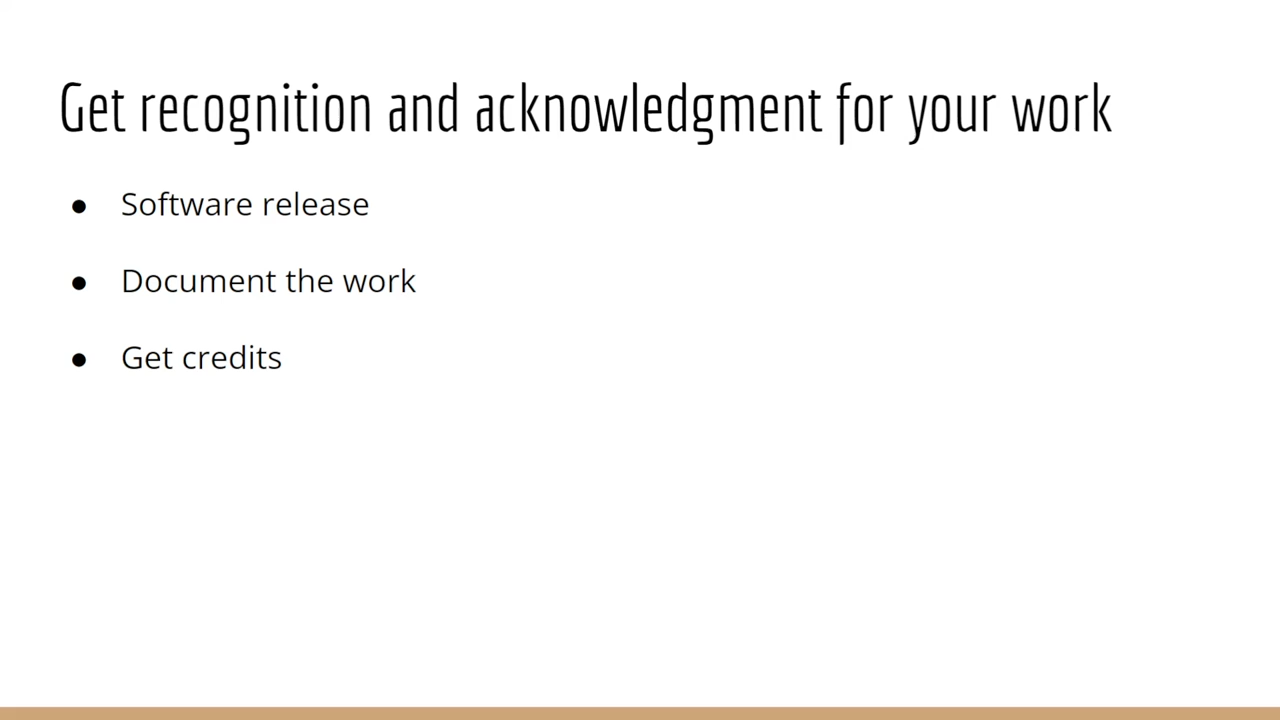 Get recognition and acknowledgment for your work
● Software release
● Document the work
● Get credits